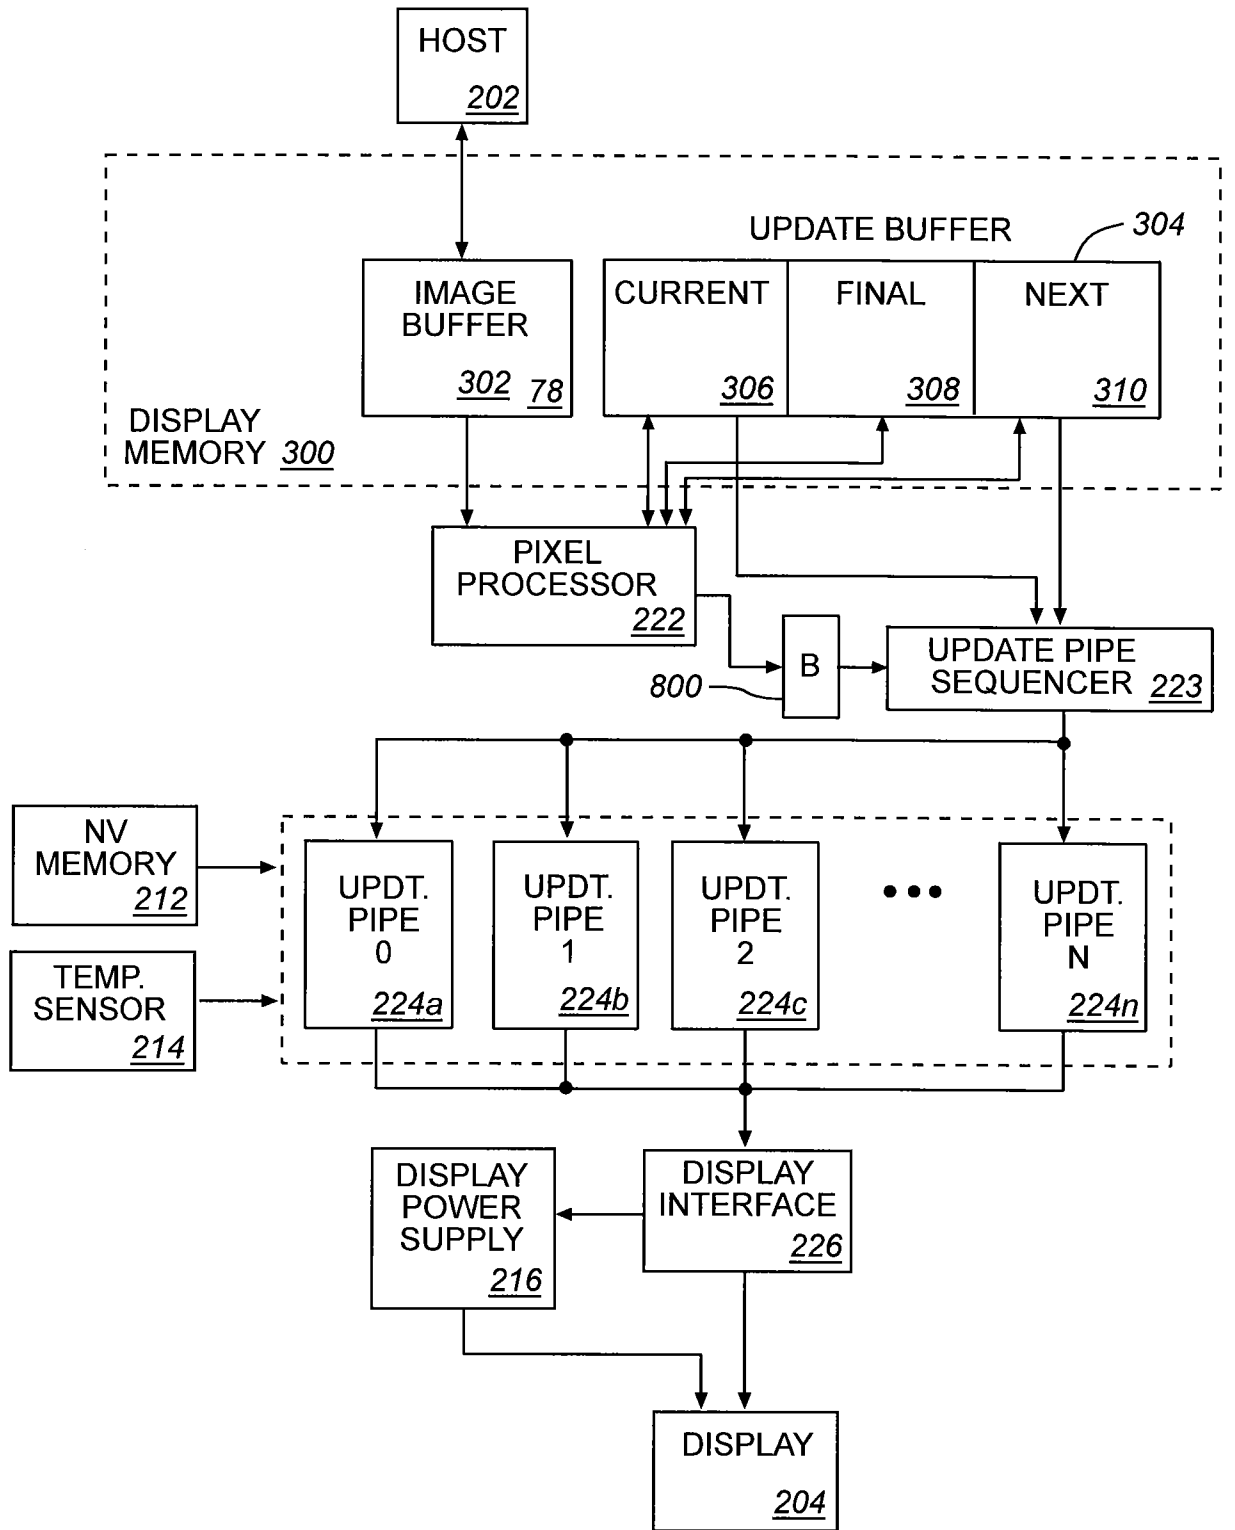 HOST
202
UPDATE BUFFER
304
IMAGE
BUFFER
302 78
CURRENT
306
FINAL
308
NEXT
310
DISPLAY
MEMORY 300
PIXEL
PROCESSOR
222
800
B
UPDATE PIPE
SEQUENCER 223
NV
MEMORY
212
TEMP.
SENSOR
214
UPDT.
PIPE
0
224a
UPDT.
PIPE
1
224b
UPDT.
PIPE
2
224c
•••
UPDT.
PIPE
N
224n
DISPLAY
POWER
SUPPLY
216
DISPLAY
INTERFACE
226
DISPLAY
204